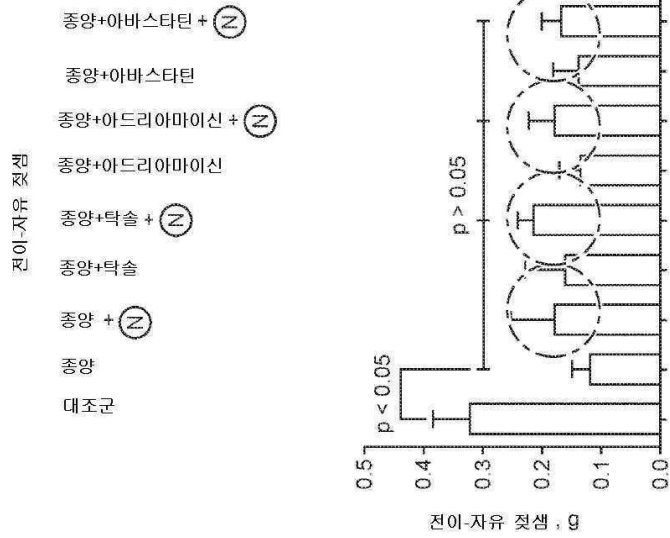 종양+아바스타틴 + Ⓝ
종양+아바스타틴
종양+아드리아마이신 + Ⓝ
종양+아드리아마이신
종양+탁솔 + Ⓝ
종양+탁솔
종양 + Ⓝ
종양
대조군
전이-자유 젖샘
p > 0.05
p < 0.05
0.5
0.4
0.3
0.2
0.1
0.0
전이-자유 젖샘 , g